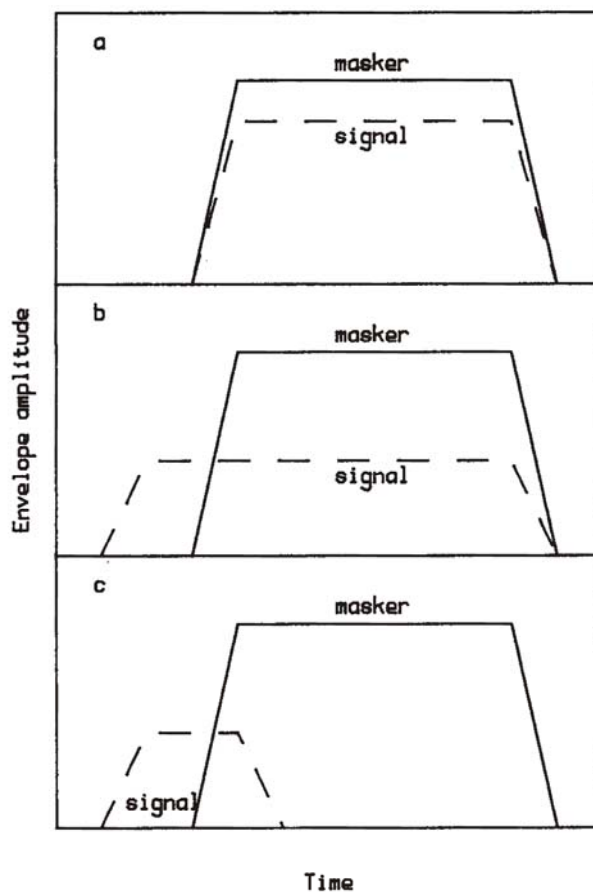 a
masker
signal
b
masker
signal
Envelope amplitude
c
masker
signal
Time